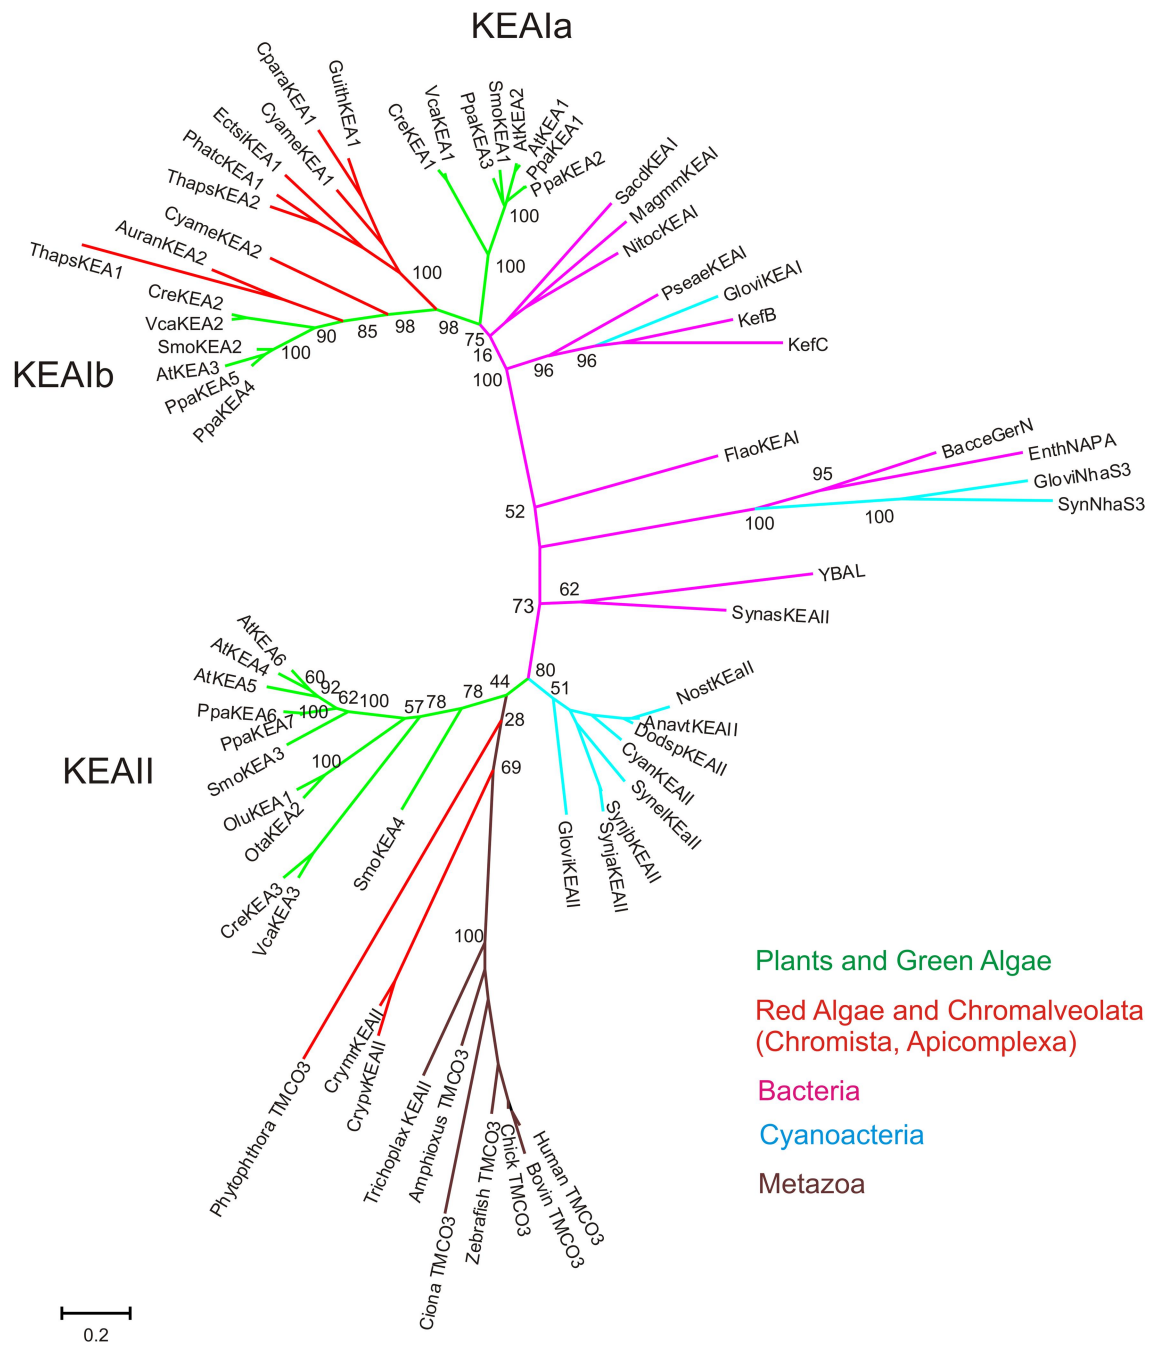 KEAIa
CparaKEA1
GuithKEA1
CyameKEA1
EctsiKEA1
PhatcKEA1
ThapsKEA2
CyameKEA2
AuranKEA2
ThapsKEA1
CreKEA1
VcaKEA1
PpaKEA3
SmoKEA1
AtKEA2
AtKEA1
PpaKEA1
PpaKEA2
100
100
100
SacdKEAI
MagmmKEAI
NitocKEAI
PseaeKEAI
GloviKEAI
KefB
KefC
CreKEA2
VcaKEA2
SmoKEA2
AtKEA3
PpaKEA5
PpaKEA4
100
90
85
98
98
75
16
100
96
96
KEAIb
FlaoKEAI
BacceGerN
EnthNAPA
GloviNhaS3
SynNhaS3
95
100
100
52
YBAL
SynasKEAII
62
73
80
51
44
28
69
AtKEA6
AtKEA4
AtKEA5
PpaKEA6
PpaKEA7
SmoKEA3
60
92
62
100
100
57
78
78
100
OluKEA1
OtaKEA2
CreKEA3
VcaKEA3
SmoKEA4
KEAII
NostKEaII
AnavtKEAII
DodspKEAII
CyanKEAII
SynelKEaII
SynjbKEAII
SynjaKEAII
GloviKEAII
100
Phytophthora TMCO3
CrymrKEAII
CrypvKEAII
Trichoplax KEAII
Amphioxus TMCO3
Ciona TMCO3
Zebrafish TMCO3
Chick TMCO3
Bovin TMCO3
Human TMCO3
Plants and Green Algae
Red Algae and Chromalveolata
(Chromista, Apicomplexa)
Bacteria
Cyanoacteria
Metazoa
0.2